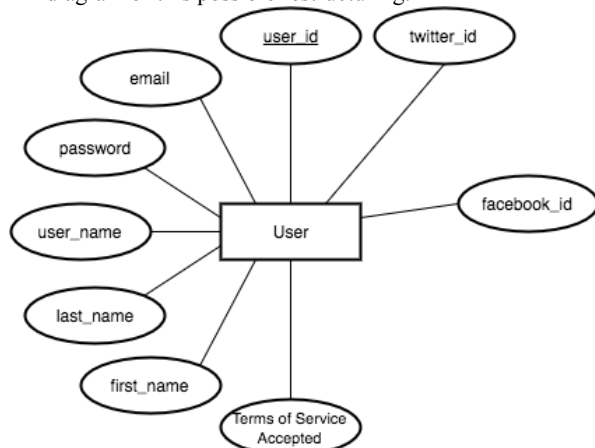 user_id
twitter_id
email
password
facebook_id
user_name
User
last_name
first_name
Terms of Service
Accepted